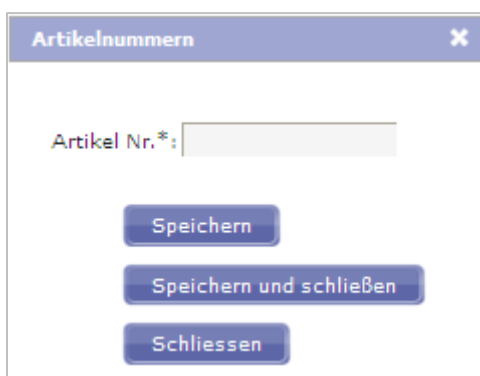 Artikelnummern
Artikel Nr.*:
Speichern
Speichern und schließen
Schliessen